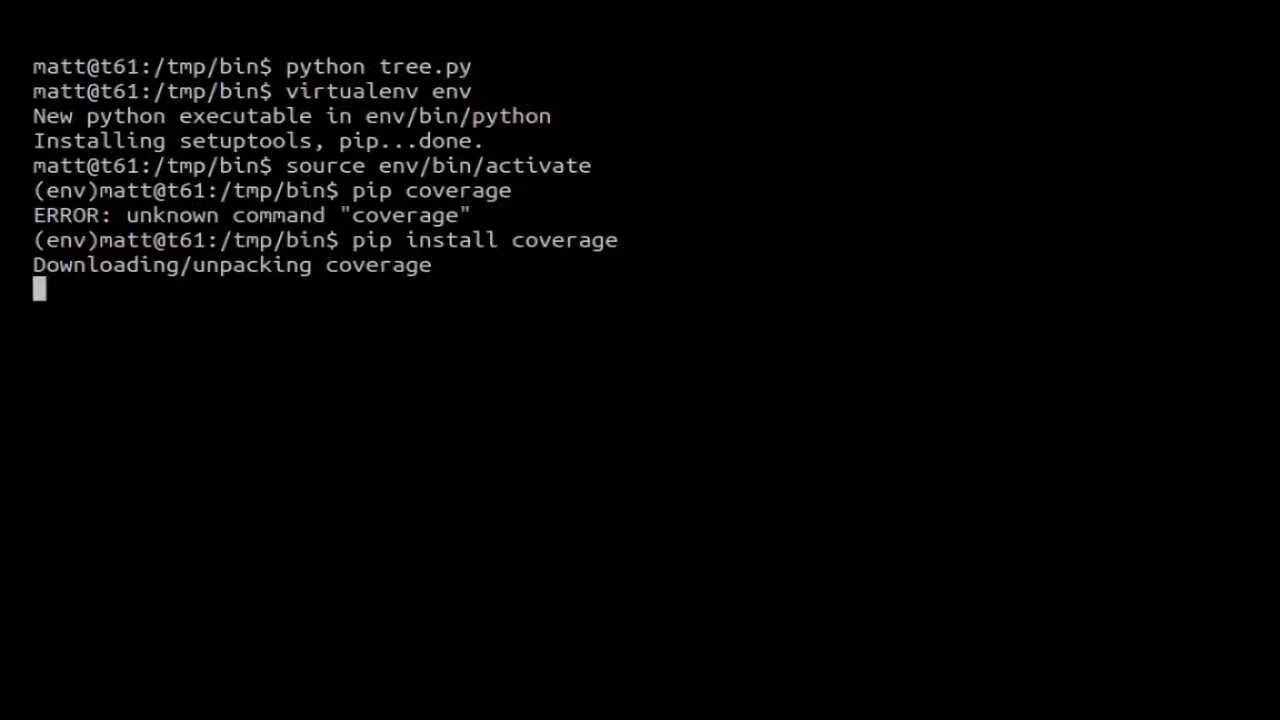 matt@t61:/tmp/bin$ python tree.py
matt@t61:/tmp/bin$ virtualenv env
New python executable in env/bin/python
Installing setuptools, pip...done.
matt@t61:/tmp/bin$ source env/bin/activate
(env)matt@t61:/tmp/bin$ pip coverage
ERROR: unknown command "coverage"
(env)matt@t61:/tmp/bin$ pip install coverage
Downloading/unpacking coverage